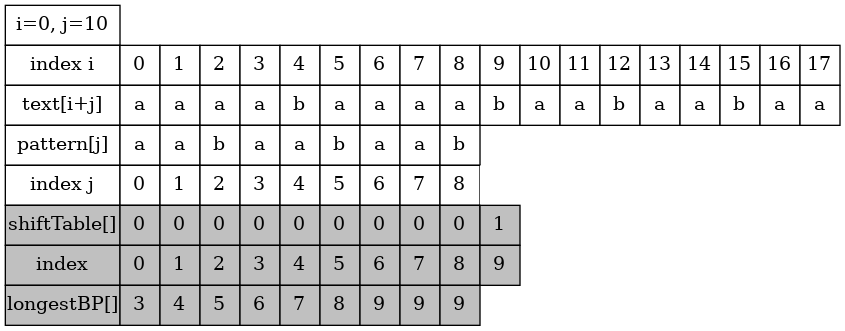 i=0, j=10
index i 0 1 2 3 4 5 6 7 8 9 10 11 12 13 14 15 16 17
text[i+j] a a a a b a a a a b a a b a a b a a
pattern[j] a a b a a b a a b
index j 0 1 2 3 4 5 6 7 8
shiftTable[] 0 0 0 0 0 0 0 0 0 1
index 0 1 2 3 4 5 6 7 8 9
longestBP[] 3 4 5 6 7 8 9 9 9